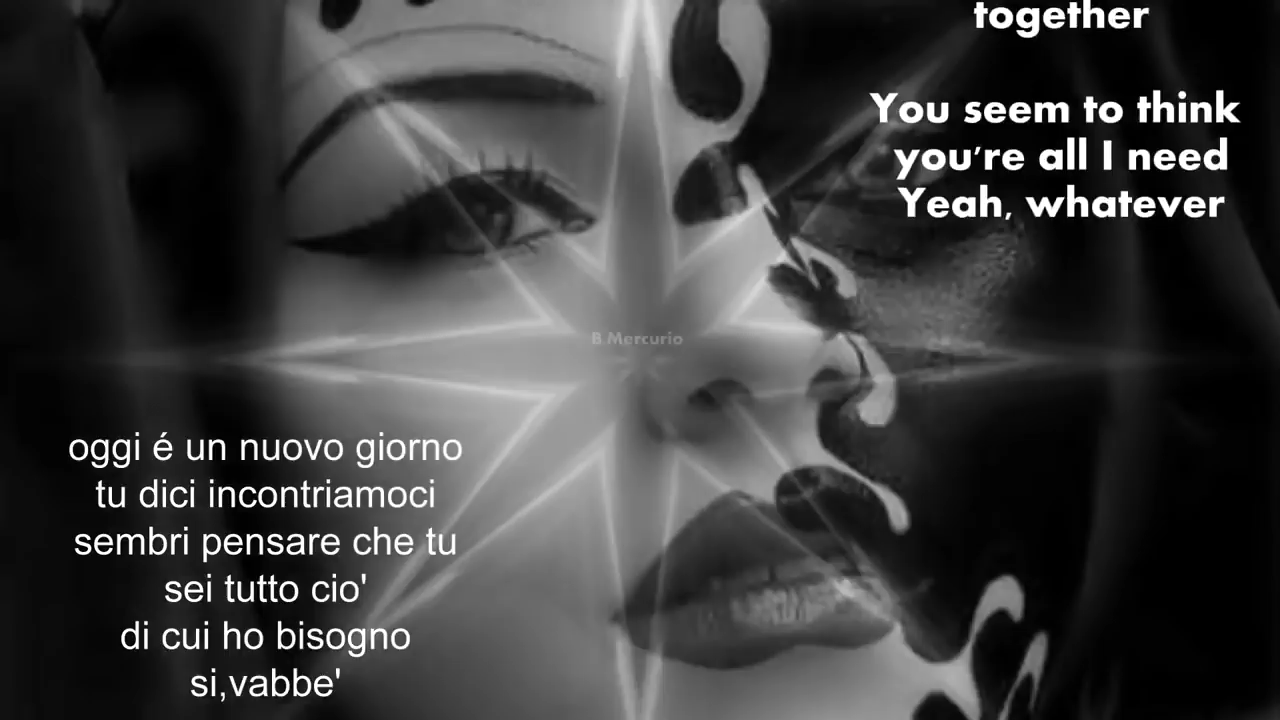 together
You seem to think
you're all I need
Yeah, whatever
B Mercurio
oggi é un nuovo giorno
tu dici incontriamoci
sembri pensare che tu
sei tutto cio'
di cui ho bisogno
si,vabbe'